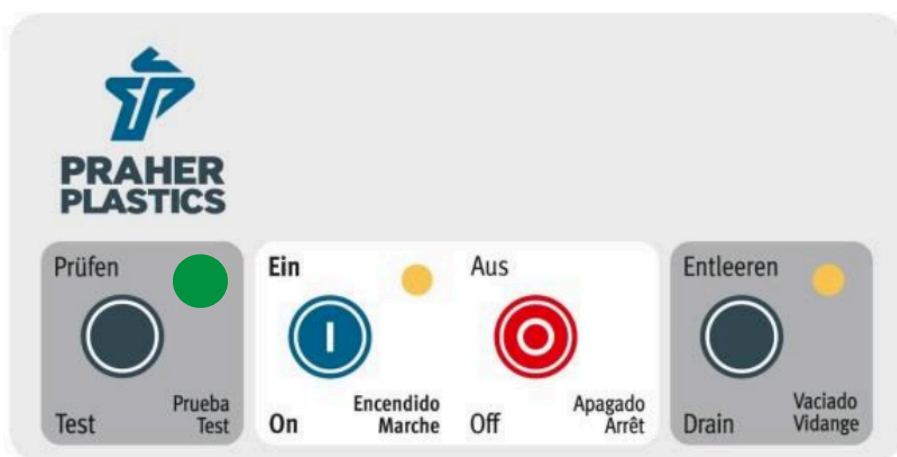 PRAHER
PLASTICS
Prüfen
Prueba
Test
Test
Ein
Encendido
On
Marche
Aus
Apagado
Off
Arrêt
Entleeren
Vaciado
Drain
Vidange